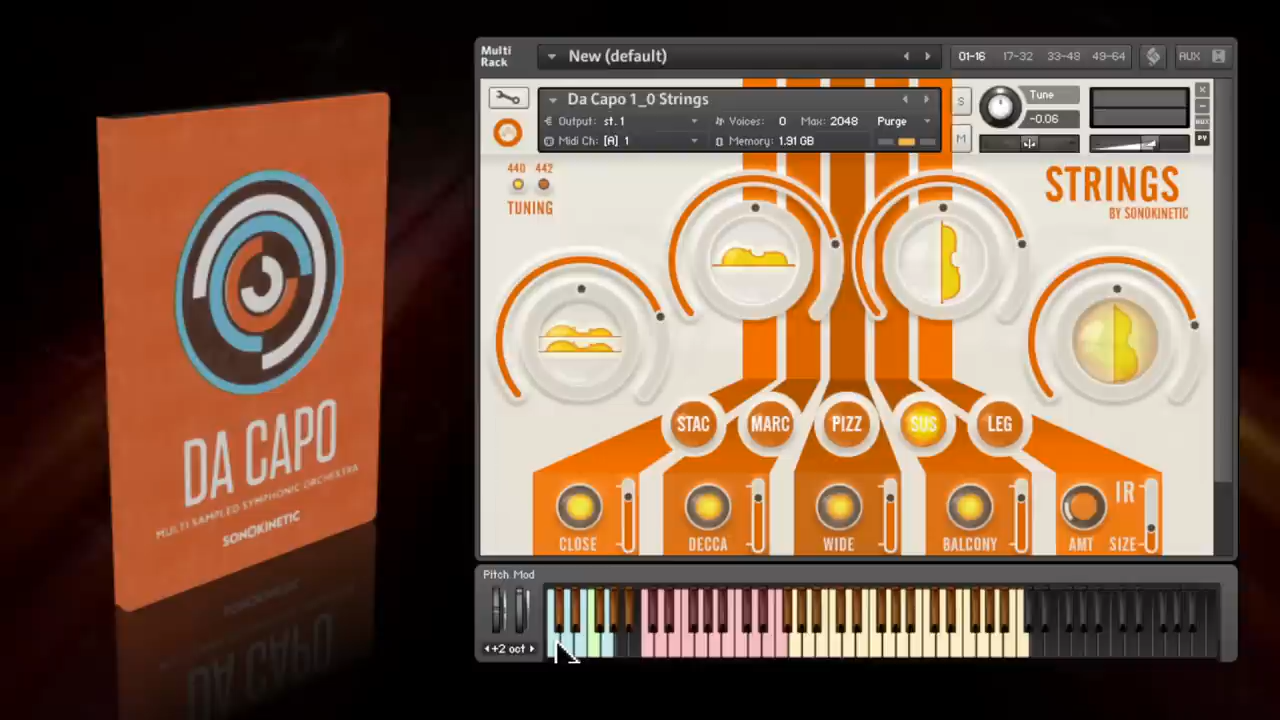 DA CAPO
MULTI SAMPLED SYMPHONIC ORCHESTRA
SONOKINETIC
Multi
Rack
New (default)
01-16 17-32 33-48 49-64
AUX
Da Capo 1_0 Strings
Output: st. 1
Voices: 0 Max: 2048 Purge
Midi Ch: [A] 1
Memory: 1.91 GB
S
M
Tune
-0.06
AUX
PV
440 442
TUNING
STRINGS
BY SONOKINETIC
STAC MARC PIZZ SUS LEG
CLOSE DECCA WIDE BALCONY AMT SIZE
IR
Pitch Mod
+2 oct